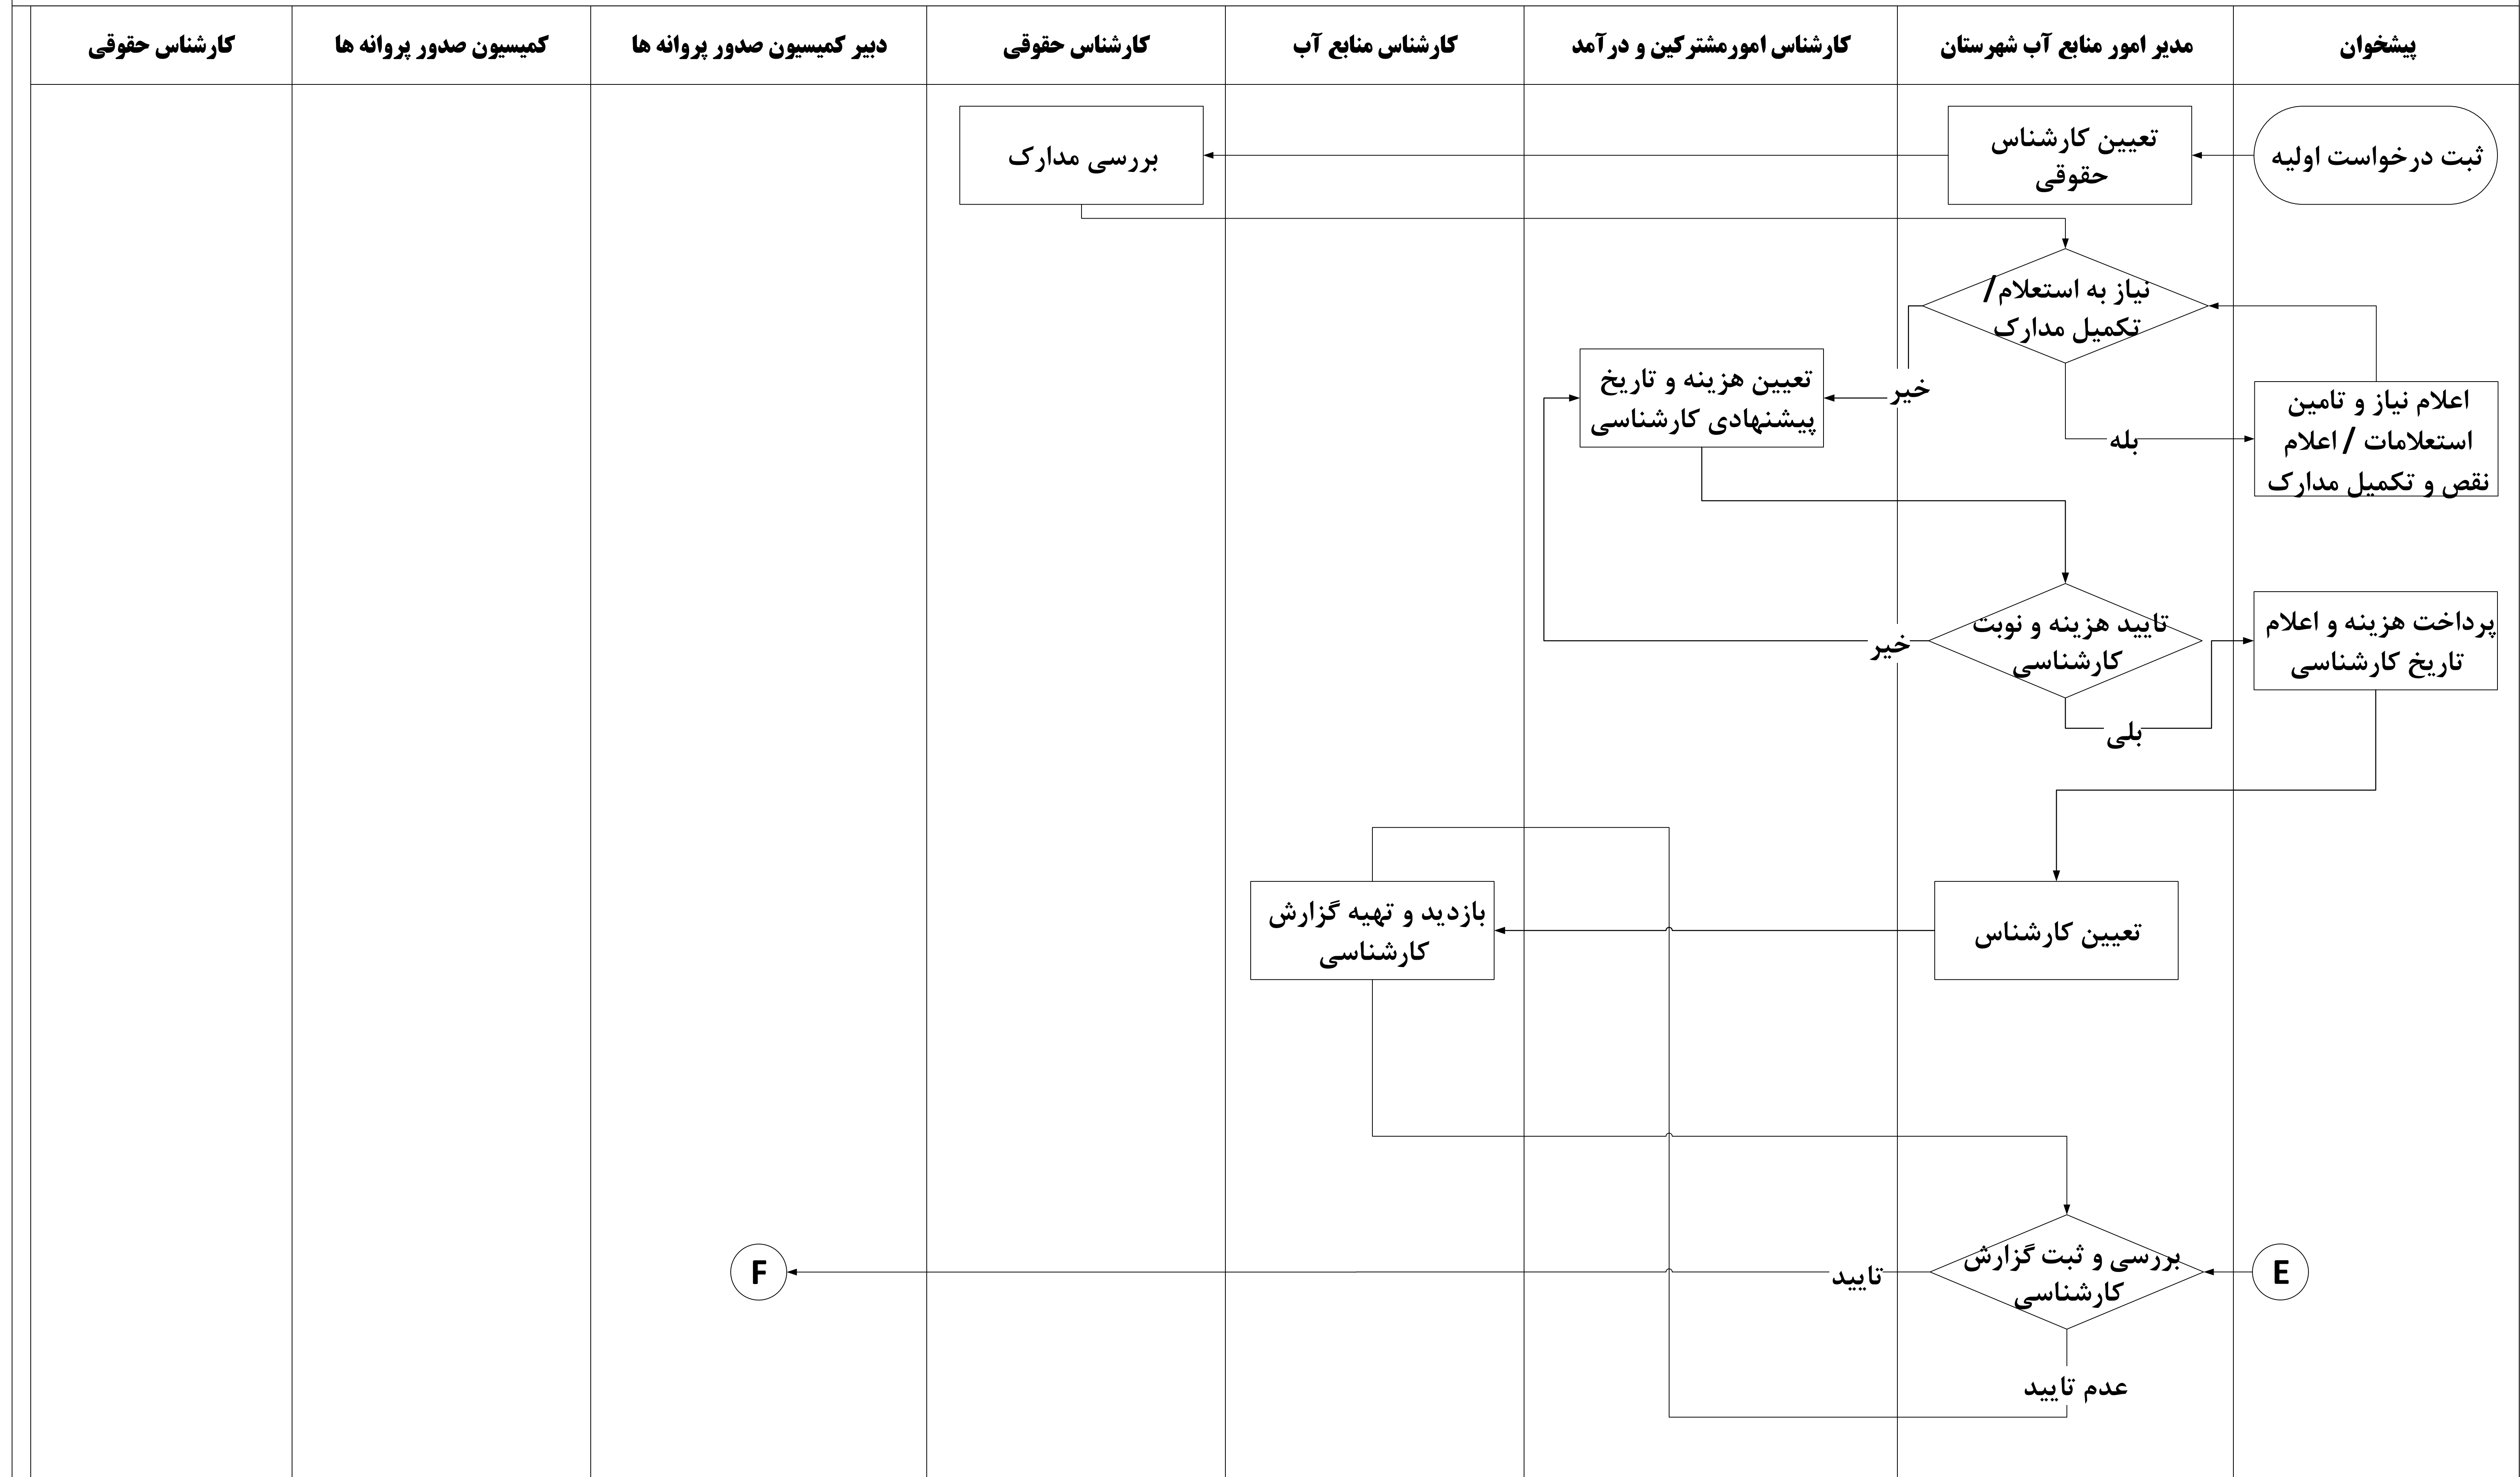 پیشخوان
مدیر امور منابع آب شهرستان
کارشناس امورمشترکین و درآمد
کارشناس منابع آب
کارشناس حقوقی
دبیر کمیسیون صدور پروانه ها
کمیسیون صدور پروانه ها
کارشناس حقوقی
ثبت درخواست اولیه
تعیین کارشناس
حقوقی
بررسی مدارک
نیاز به استعلام/
تکمیل مدارک
خیر
بله
اعلام نیاز و تامین
استعلامات / اعلام
نقص و تکمیل مدارک
تعیین هزینه و تاریخ
پیشنهادی کارشناسی
تایید هزینه و نوبت
کارشناسی
خیر
بلی
پرداخت هزینه و اعلام
تاریخ کارشناسی
تعیین کارشناس
بازدید و تهیه گزارش
کارشناسی
E
بررسی و ثبت گزارش
کارشناسی
تایید
F
عدم تایید